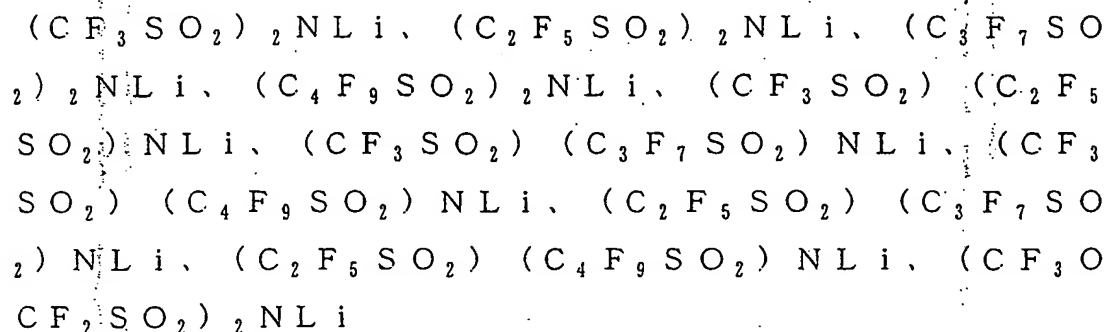 (CF₃SO₂)₂NLi、(C₂F₅SO₂)₂NLi、(C₃F₇SO
₂)₂NLi、(C₄F₉SO₂)₂NLi、(CF₃SO₂)(C₂F₅
SO₂)NLi、(CF₃SO₂)(C₃F₇SO₂)NLi、(CF₃
SO₂)(C₄F₉SO₂)NLi、(C₂F₅SO₂)(C₃F₇SO
₂)NLi、(C₂F₅SO₂)(C₄F₉SO₂)NLi、(CF₃O
CF₂SO₂)₂NLi